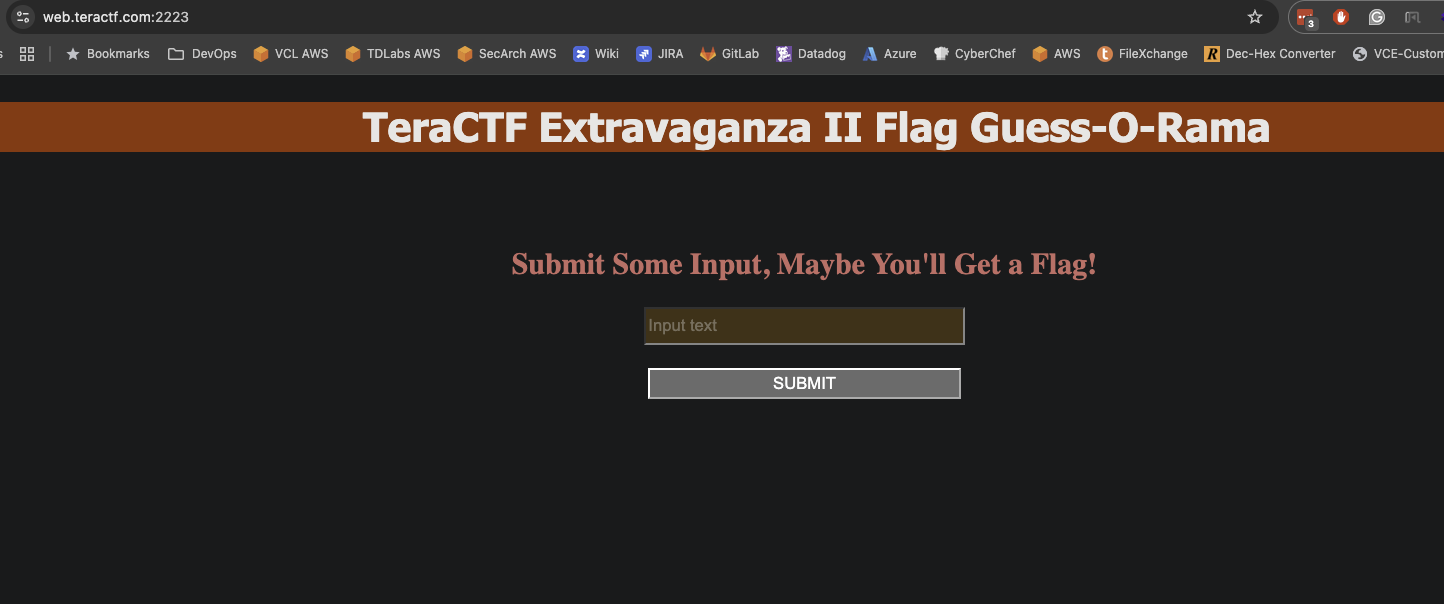 web.teractf.com:2223
3
s Bookmarks DevOps VCL AWS TDLabs AWS SecArch AWS Wiki JIRA GitLab Datadog Azure CyberChef AWS FileXchange Dec-Hex Converter VCE-Custom
TeraCTF Extravaganza II Flag Guess-O-Rama
Submit Some Input, Maybe You'll Get a Flag!
Input text
SUBMIT